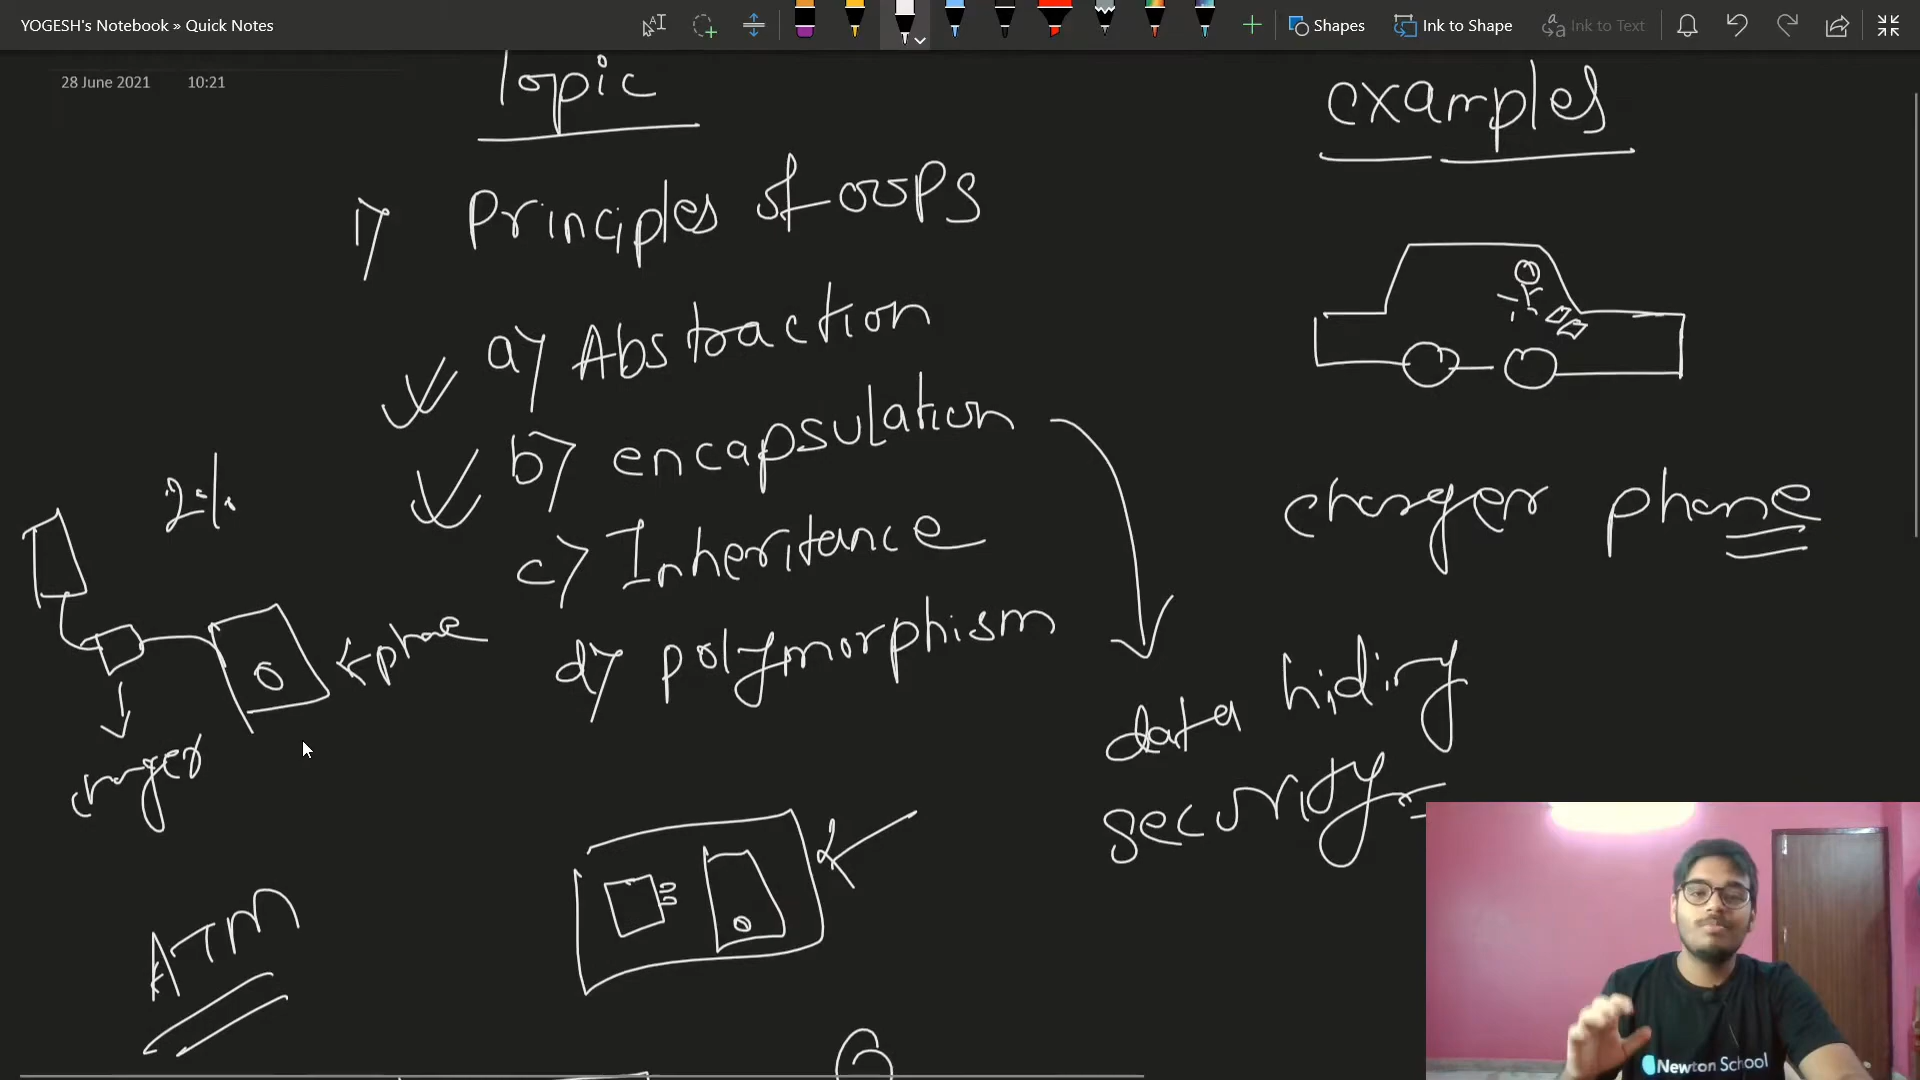 YOGESH's Notebook » Quick Notes
Shapes
Ink to Shape
Ink to Text
28 June 2021 10:21
Topic
examples
1) Principles of oops
a) Abstraction
b) encapsulation
c) Inheritance
d) polymorphism
charger phone
2%
phone
data hiding
security
ATM
Newton School